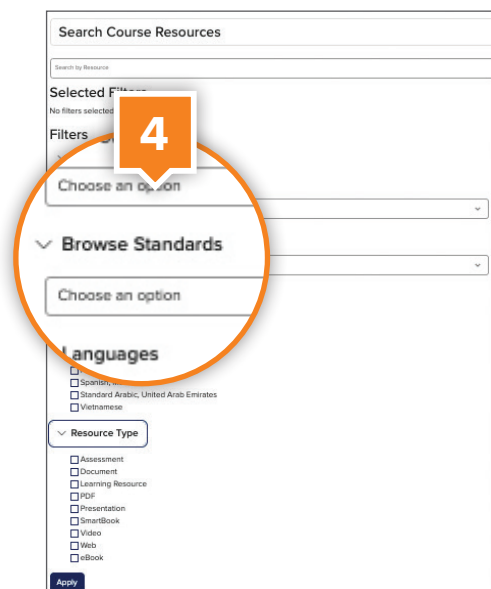 Search Course Resources
Search by Resource
Selected
No filters selected
4
Filters
Choose an option
Browse Standards
Choose an option
Languages
Spanish,
Standard Arabic, United Arab Emirates
Vietnamese
Resource Type
Assessment
Document
Learning Resource
PDF
Presentation
SmartBook
Video
Web
eBook
Apply